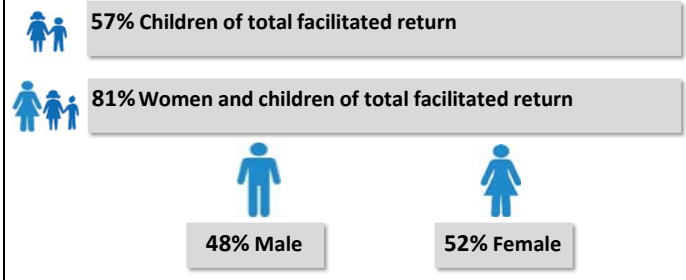 57% Children of total facilitated return
81% Women and children of total facilitated return
48% Male
52% Female